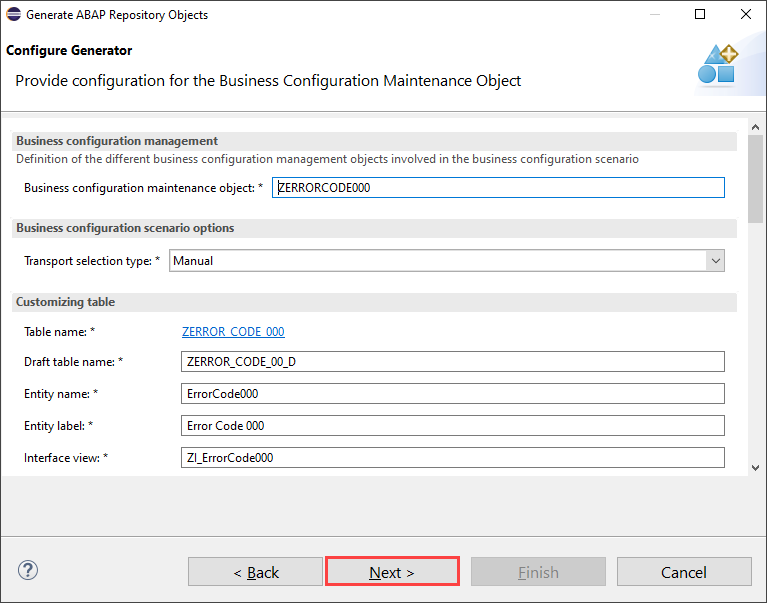 Generate ABAP Repository Objects
Configure Generator
Provide configuration for the Business Configuration Maintenance Object
Business configuration management
Definition of the different business configuration management objects involved in the business configuration scenario
Business configuration maintenance object: * ZERRORCODE000
Business configuration scenario options
Transport selection type: * Manual
Customizing table
Table name: * ZERROR_CODE_000
Draft table name: * ZERROR_CODE_00_D
Entity name: * ErrorCode000
Entity label: * Error Code 000
Interface view: * ZI_ErrorCode000
? < Back Next > Finish Cancel